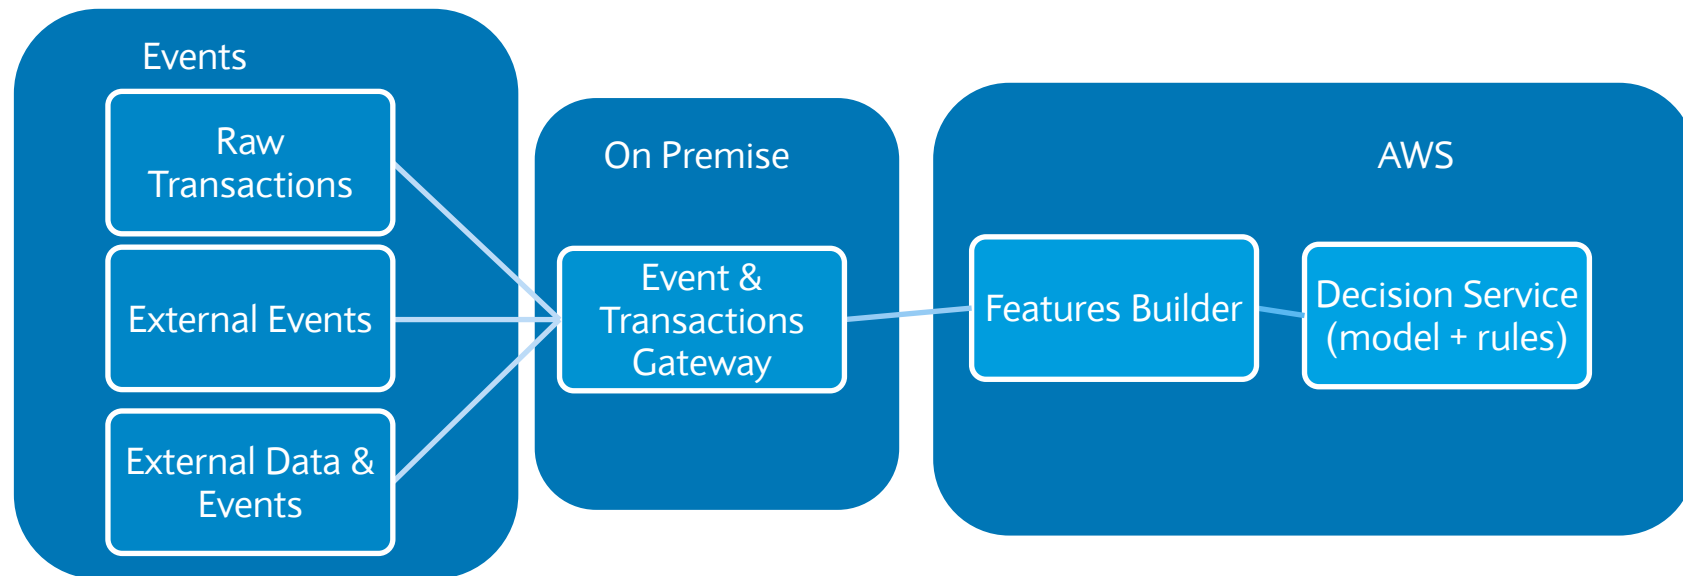 Events
Raw
Transactions
External Events
External Data &
Events
On Premise
Event &
Transactions
Gateway
AWS
Features Builder
Decision Service
(model + rules)